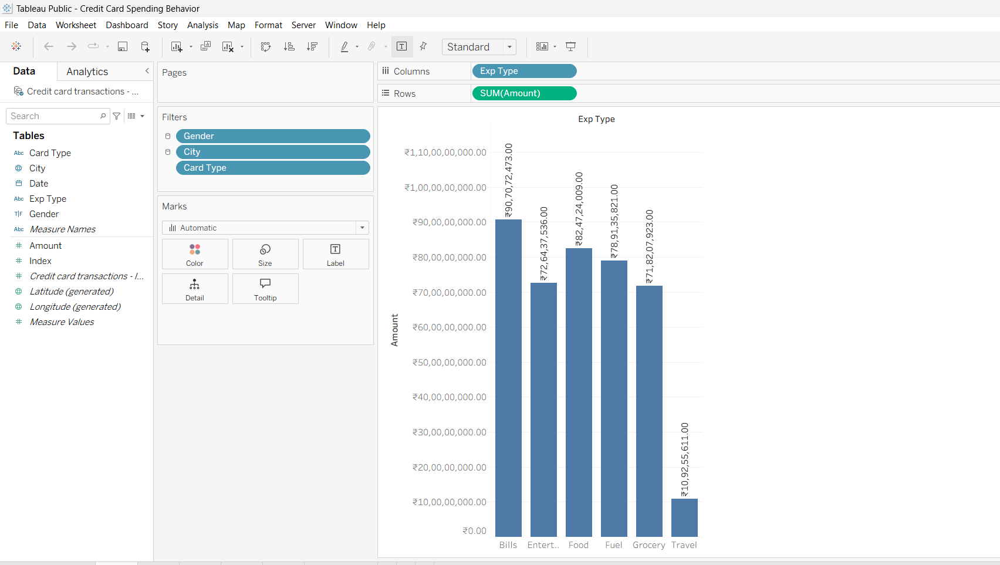 Tableau Public - Credit Card Spending Behavior
File Data Worksheet Dashboard Story Analysis Map Format Server Window Help
Standard
Data
Analytics
Credit card transactions - ...
Search
Tables
Abc Card Type
City
Date
Abc Exp Type
T|F Gender
Abc Measure Names
# Amount
# Index
# Credit card transactions - I...
Latitude (generated)
Longitude (generated)
# Measure Values
Pages
Filters
Gender
City
Card Type
Marks
Automatic
Color
Size
Label
Detail
Tooltip
Columns
Exp Type
Rows
SUM(Amount)
Exp Type
Amount
₹1,10,00,00,000.00
₹1,00,00,00,000.00
₹90,00,00,000.00
₹80,00,00,000.00
₹70,00,00,000.00
₹60,00,00,000.00
₹50,00,00,000.00
₹40,00,00,000.00
₹30,00,00,000.00
₹20,00,00,000.00
₹10,00,00,000.00
₹0.00
₹90,70,72,473.00
₹72,64,37,536.00
₹82,47,24,009.00
₹78,91,35,821.00
₹71,82,07,923.00
₹10,92,55,611.00
Bills Entert.. Food Fuel Grocery Travel